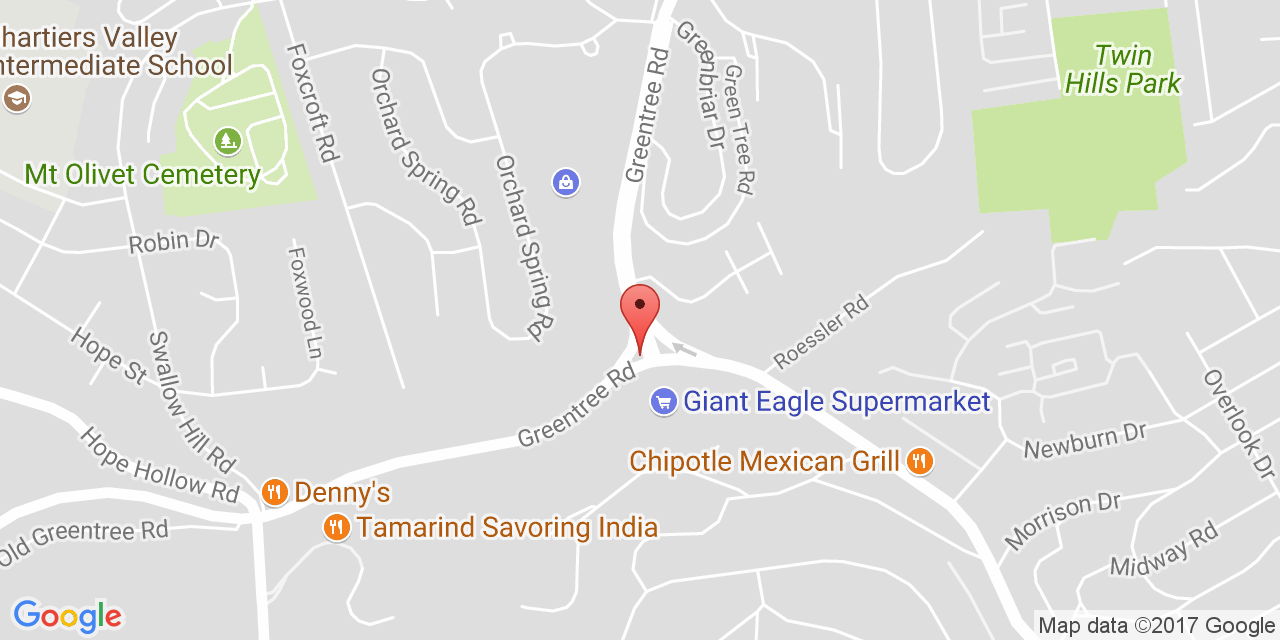 hartiers Valley
ntermediate School
Mt Olivet Cemetery
Foxcroft Rd
Orchard Spring Rd
Orchard Spring Rd
Greentree Rd
Greenbriar Dr
Green Tree Rd
Twin
Hills Park
Robin Dr
Foxwood Ln
Hope St
Swallow Hill Rd
Roessler Rd
Greentree Rd
Giant Eagle Supermarket
Overlook Dr
Newburn Dr
Chipotle Mexican Grill
Hope Hollow Rd
Denny's
Tamarind Savoring India
Old Greentree Rd
Morrison Dr
Midway Rd
Google
Map data ©2017 Google